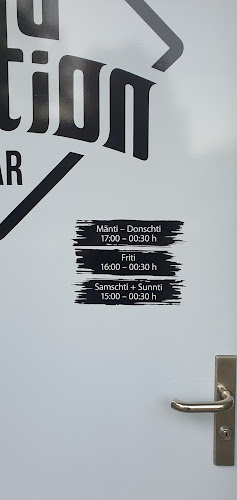 tion
AR
Mänti – Donschti
17:00 – 00:30 h
Friti
16:00 – 00:30 h
Samschti + Sunnti
15:00 – 00:30 h